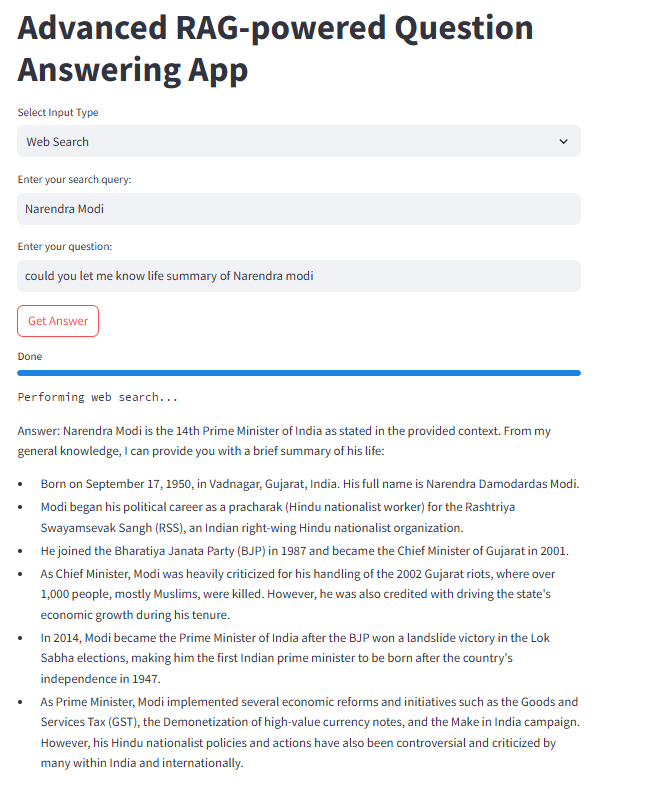 Advanced RAG-powered Question
Answering App
Select Input Type
Web Search
Enter your search query:
Narendra Modi
Enter your question:
could you let me know life summary of Narendra modi
Get Answer
Done
Performing web search...
Answer: Narendra Modi is the 14th Prime Minister of India as stated in the provided context. From my
general knowledge, I can provide you with a brief summary of his life:
• Born on September 17, 1950, in Vadnagar, Gujarat, India. His full name is Narendra Damodardas Modi.
• Modi began his political career as a pracharak (Hindu nationalist worker) for the Rashtriya
Swayamsevak Sangh (RSS), an Indian right-wing Hindu nationalist organization.
• He joined the Bharatiya Janata Party (BJP) in 1987 and became the Chief Minister of Gujarat in 2001.
• As Chief Minister, Modi was heavily criticized for his handling of the 2002 Gujarat riots, where over
1,000 people, mostly Muslims, were killed. However, he was also credited with driving the state's
economic growth during his tenure.
• In 2014, Modi became the Prime Minister of India after the BJP won a landslide victory in the Lok
Sabha elections, making him the first Indian prime minister to be born after the country's
independence in 1947.
• As Prime Minister, Modi implemented several economic reforms and initiatives such as the Goods and
Services Tax (GST), the Demonetization of high-value currency notes, and the Make in India campaign.
However, his Hindu nationalist policies and actions have also been controversial and criticized by
many within India and internationally.